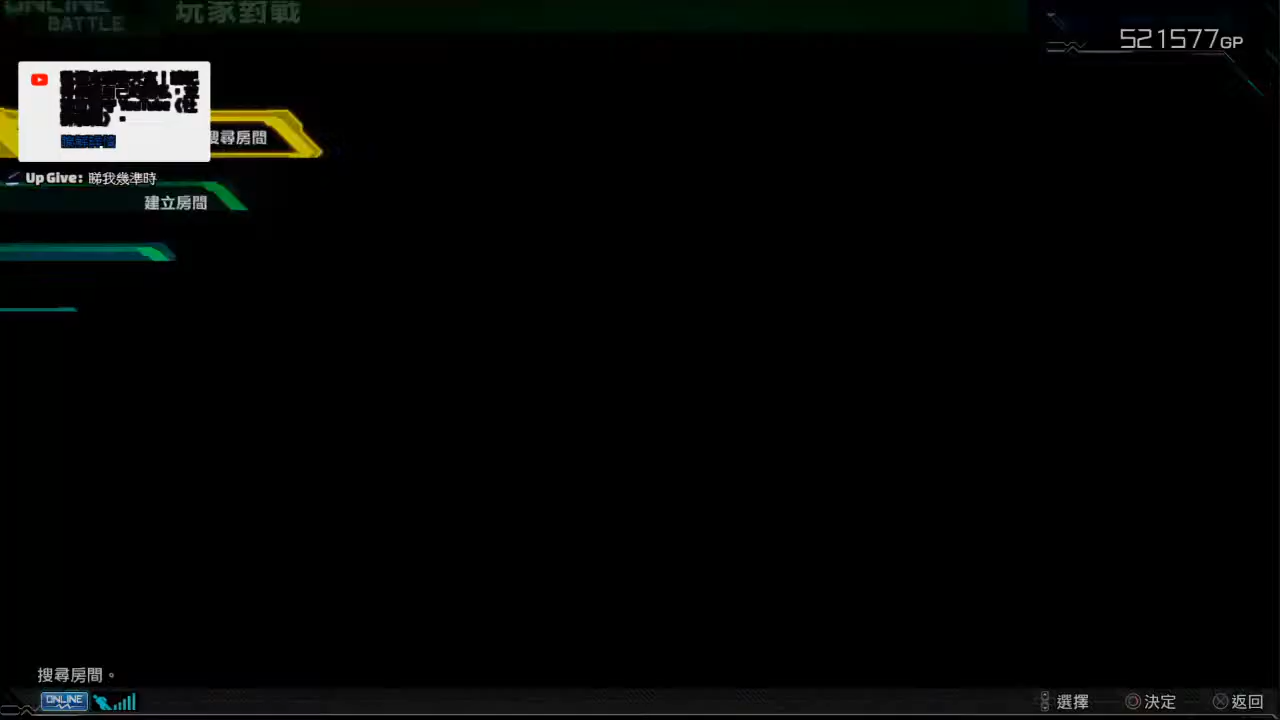 ONLINE
BATTLE
玩家對戰
521577GP
搜尋房間
Up Give: 睇我幾準時
建立房間
搜尋房間。
ONLINE
選擇
決定
返回